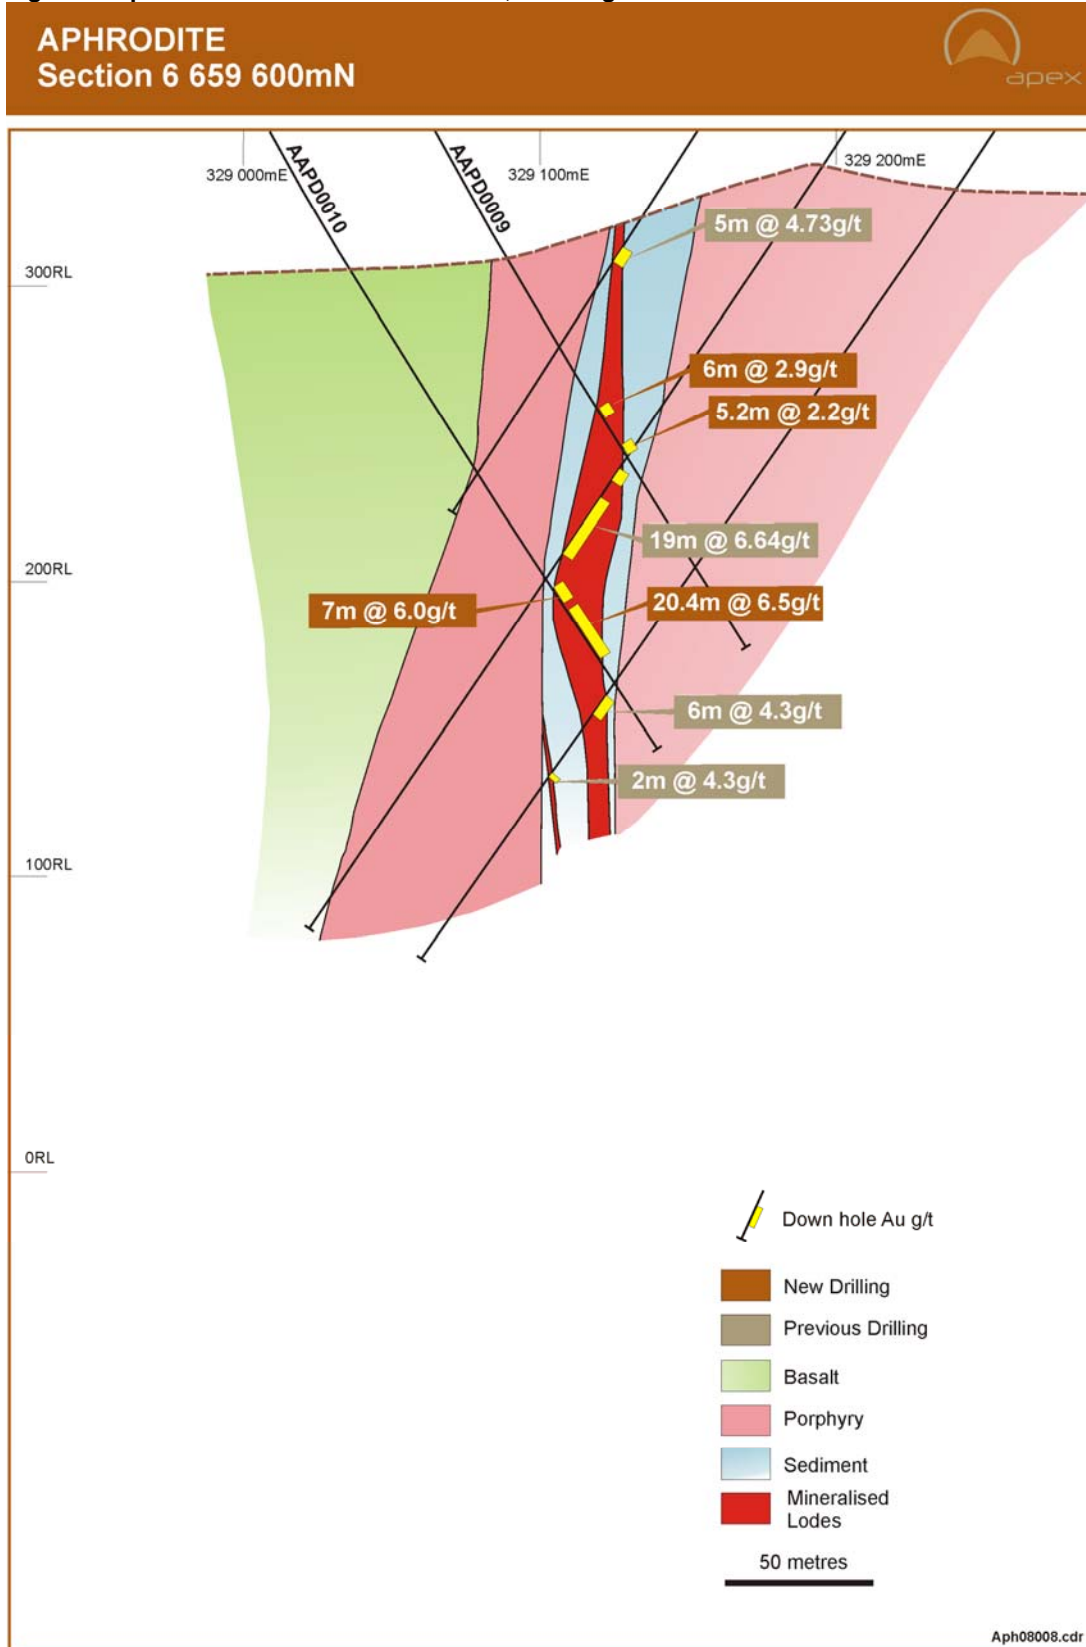 APHRODITE
Section 6 659 600mN
apex
329 000mE
329 100mE
329 200mE
AAPD0010
AAPD0009
5m @ 4.73g/t
300RL
6m @ 2.9g/t
5.2m @ 2.2g/t
19m @ 6.64g/t
200RL
7m @ 6.0g/t
20.4m @ 6.5g/t
6m @ 4.3g/t
2m @ 4.3g/t
100RL
0RL
Down hole Au g/t
New Drilling
Previous Drilling
Basalt
Porphyry
Sediment
Mineralised
Lodes
50 metres
Aph08008.cdr